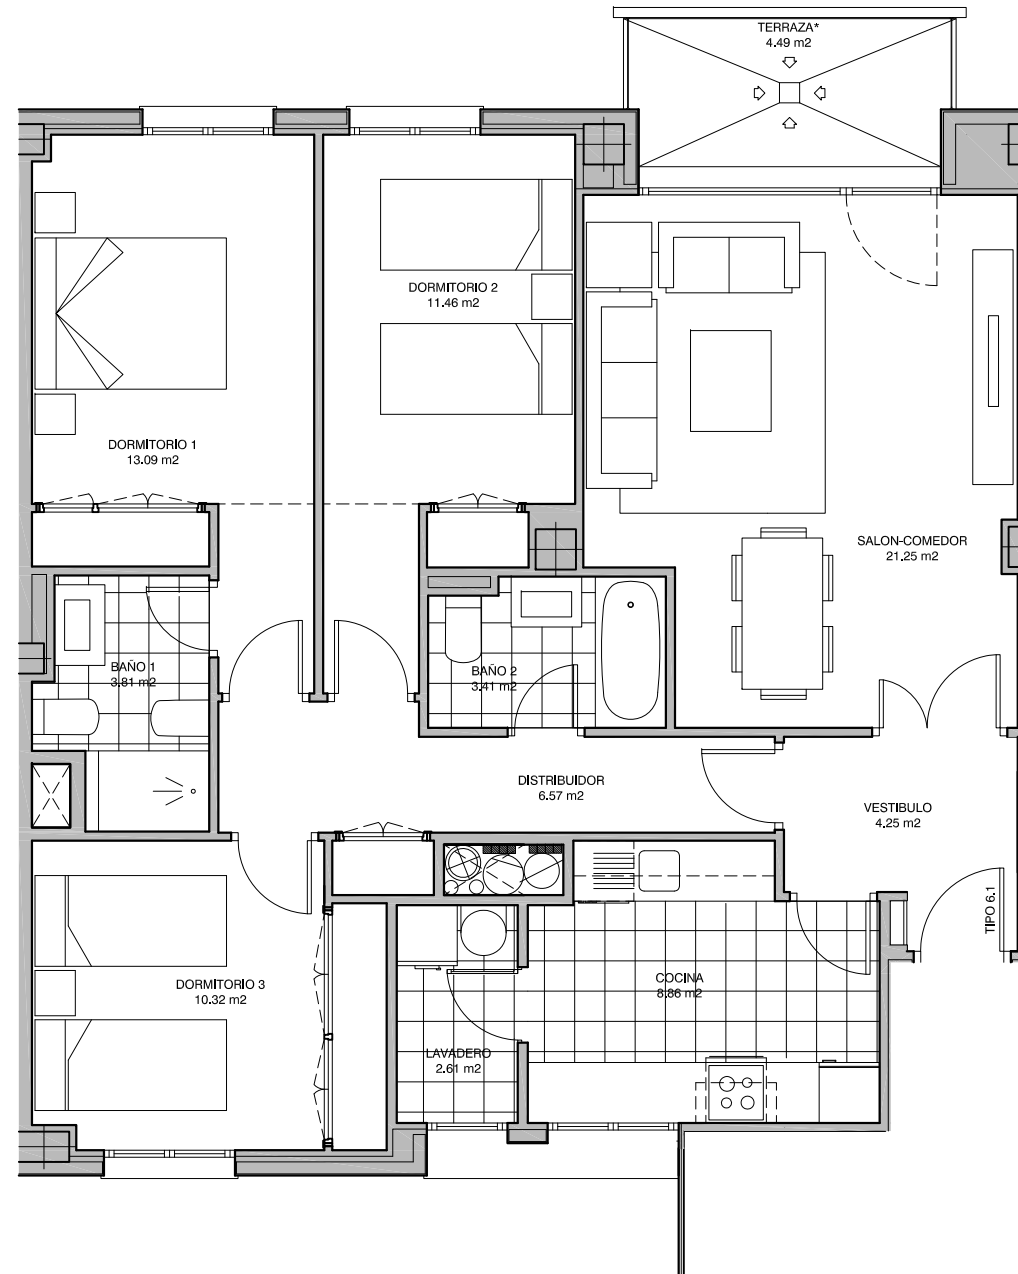 TERRAZA*
4.49 m2
DORMITORIO 2
11.46 m2
DORMITORIO 1
13.09 m2
SALON-COMEDOR
21.25 m2
BAÑO 1
3.81 m2
BAÑO 2
3.41 m2
DISTRIBUIDOR
6.57 m2
VESTIBULO
4.25 m2
TIPO 6.1
DORMITORIO 3
10.32 m2
COCINA
8.86 m2
LAVADERO
2.61 m2